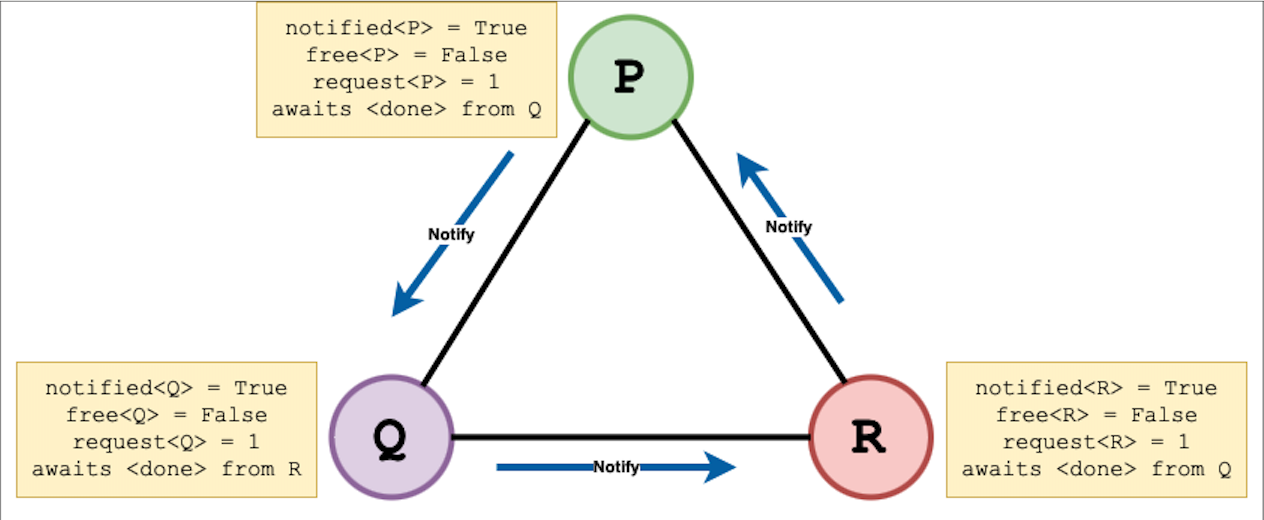 notified<P> = True
free<P> = False
request<P> = 1
awaits <done> from Q
P
Notify
Notify
notified<Q> = True
free<Q> = False
request<Q> = 1
awaits <done> from R
Q
Notify
R
notified<R> = True
free<R> = False
request<R> = 1
awaits <done> from Q